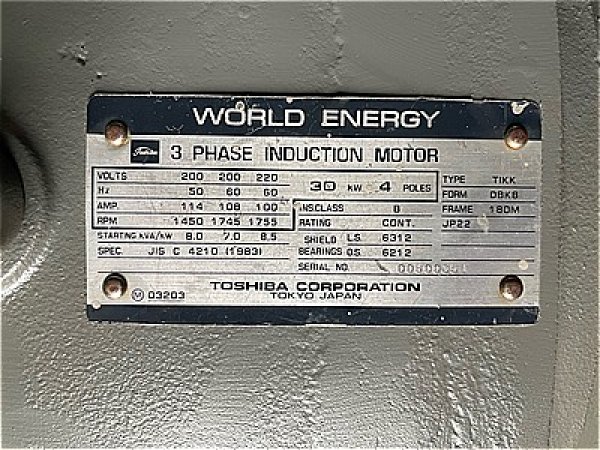 WORLD ENERGY
Toshiba 3 PHASE INDUCTION MOTOR
VOLTS 200 200 220
Hz 50 60 60
AMP. 114 108 100
RPM 1450 1745 1755
STARTING kVA/kW 8.0 7.0 8.5
SPEC. JIS C 4210 (1983)
30 kW 4 POLES
INS.CLASS B
RATING CONT.
SHIELD LS 6312
BEARINGS OS 6212
SERIAL NO.
TYPE TIKK
FORM DBK8
FRAME 180M
JP22
M 03203
TOSHIBA CORPORATION
TOKYO JAPAN